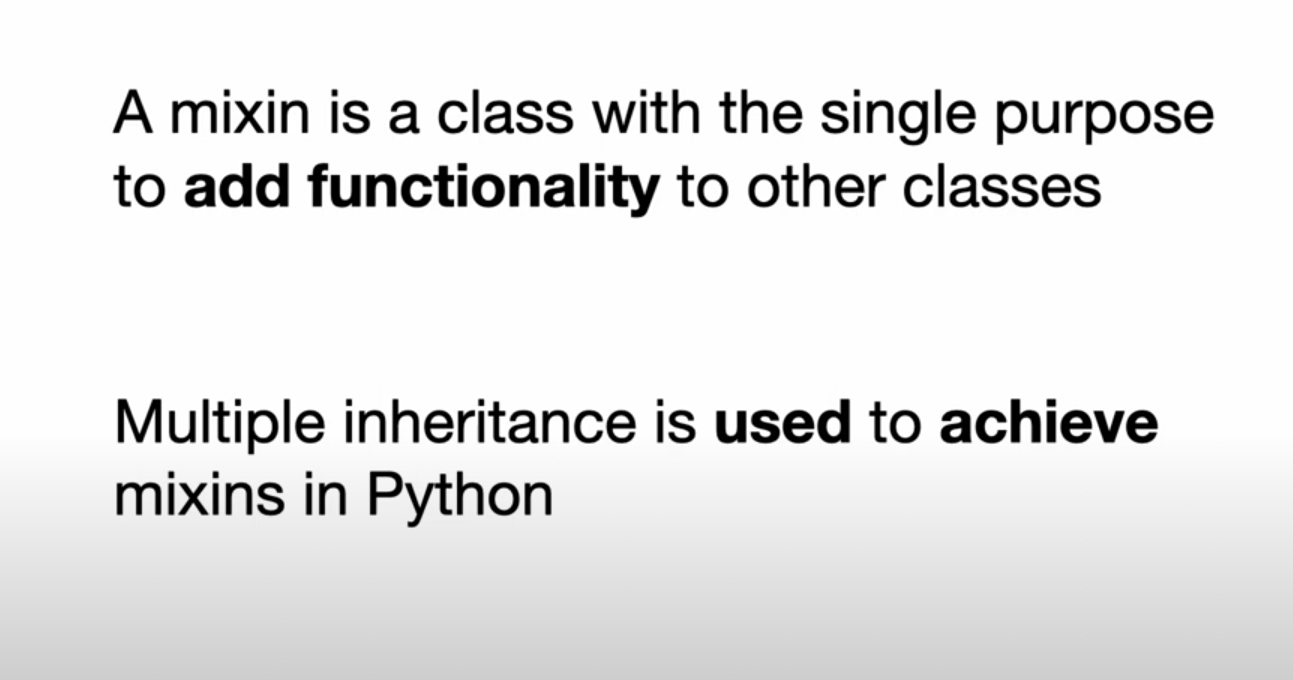 A mixin is a class with the single purpose
to add functionality to other classes
Multiple inheritance is used to achieve
mixins in Python